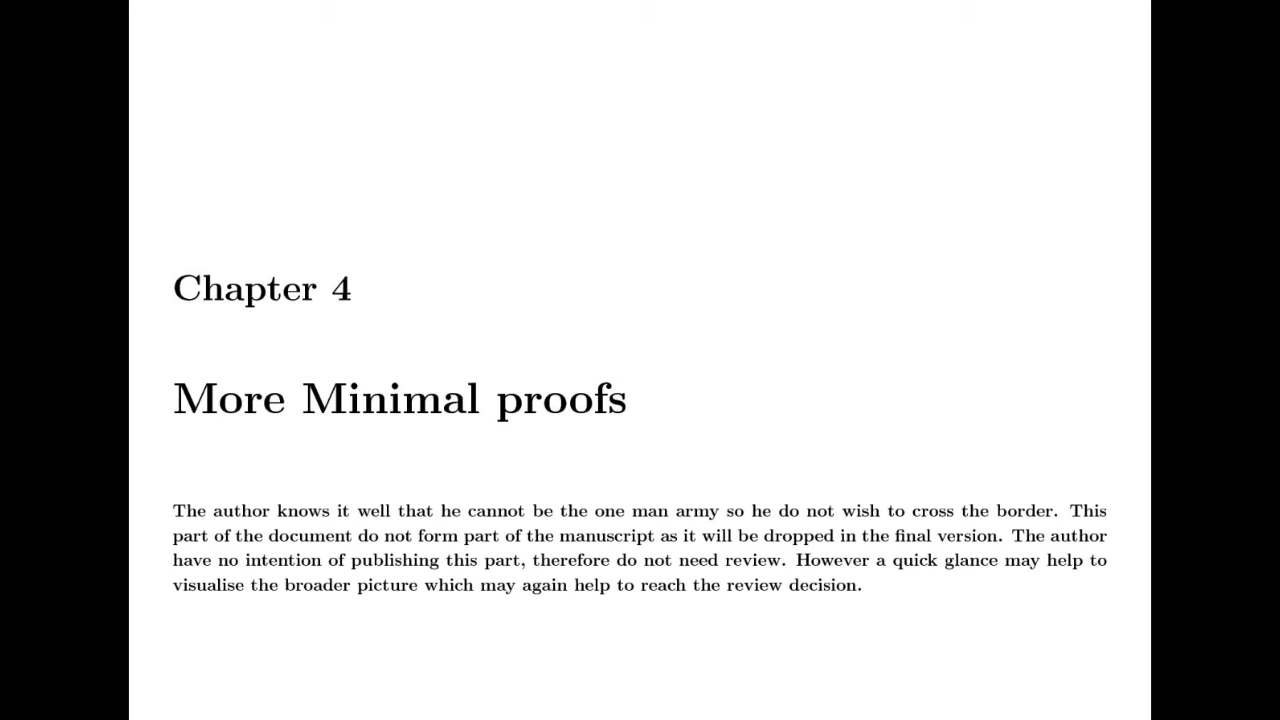 Chapter 4
More Minimal proofs
The author knows it well that he cannot be the one man army so he do not wish to cross the border. This
part of the document do not form part of the manuscript as it will be dropped in the final version. The author
have no intention of publishing this part, therefore do not need review. However a quick glance may help to
visualise the broader picture which may again help to reach the review decision.